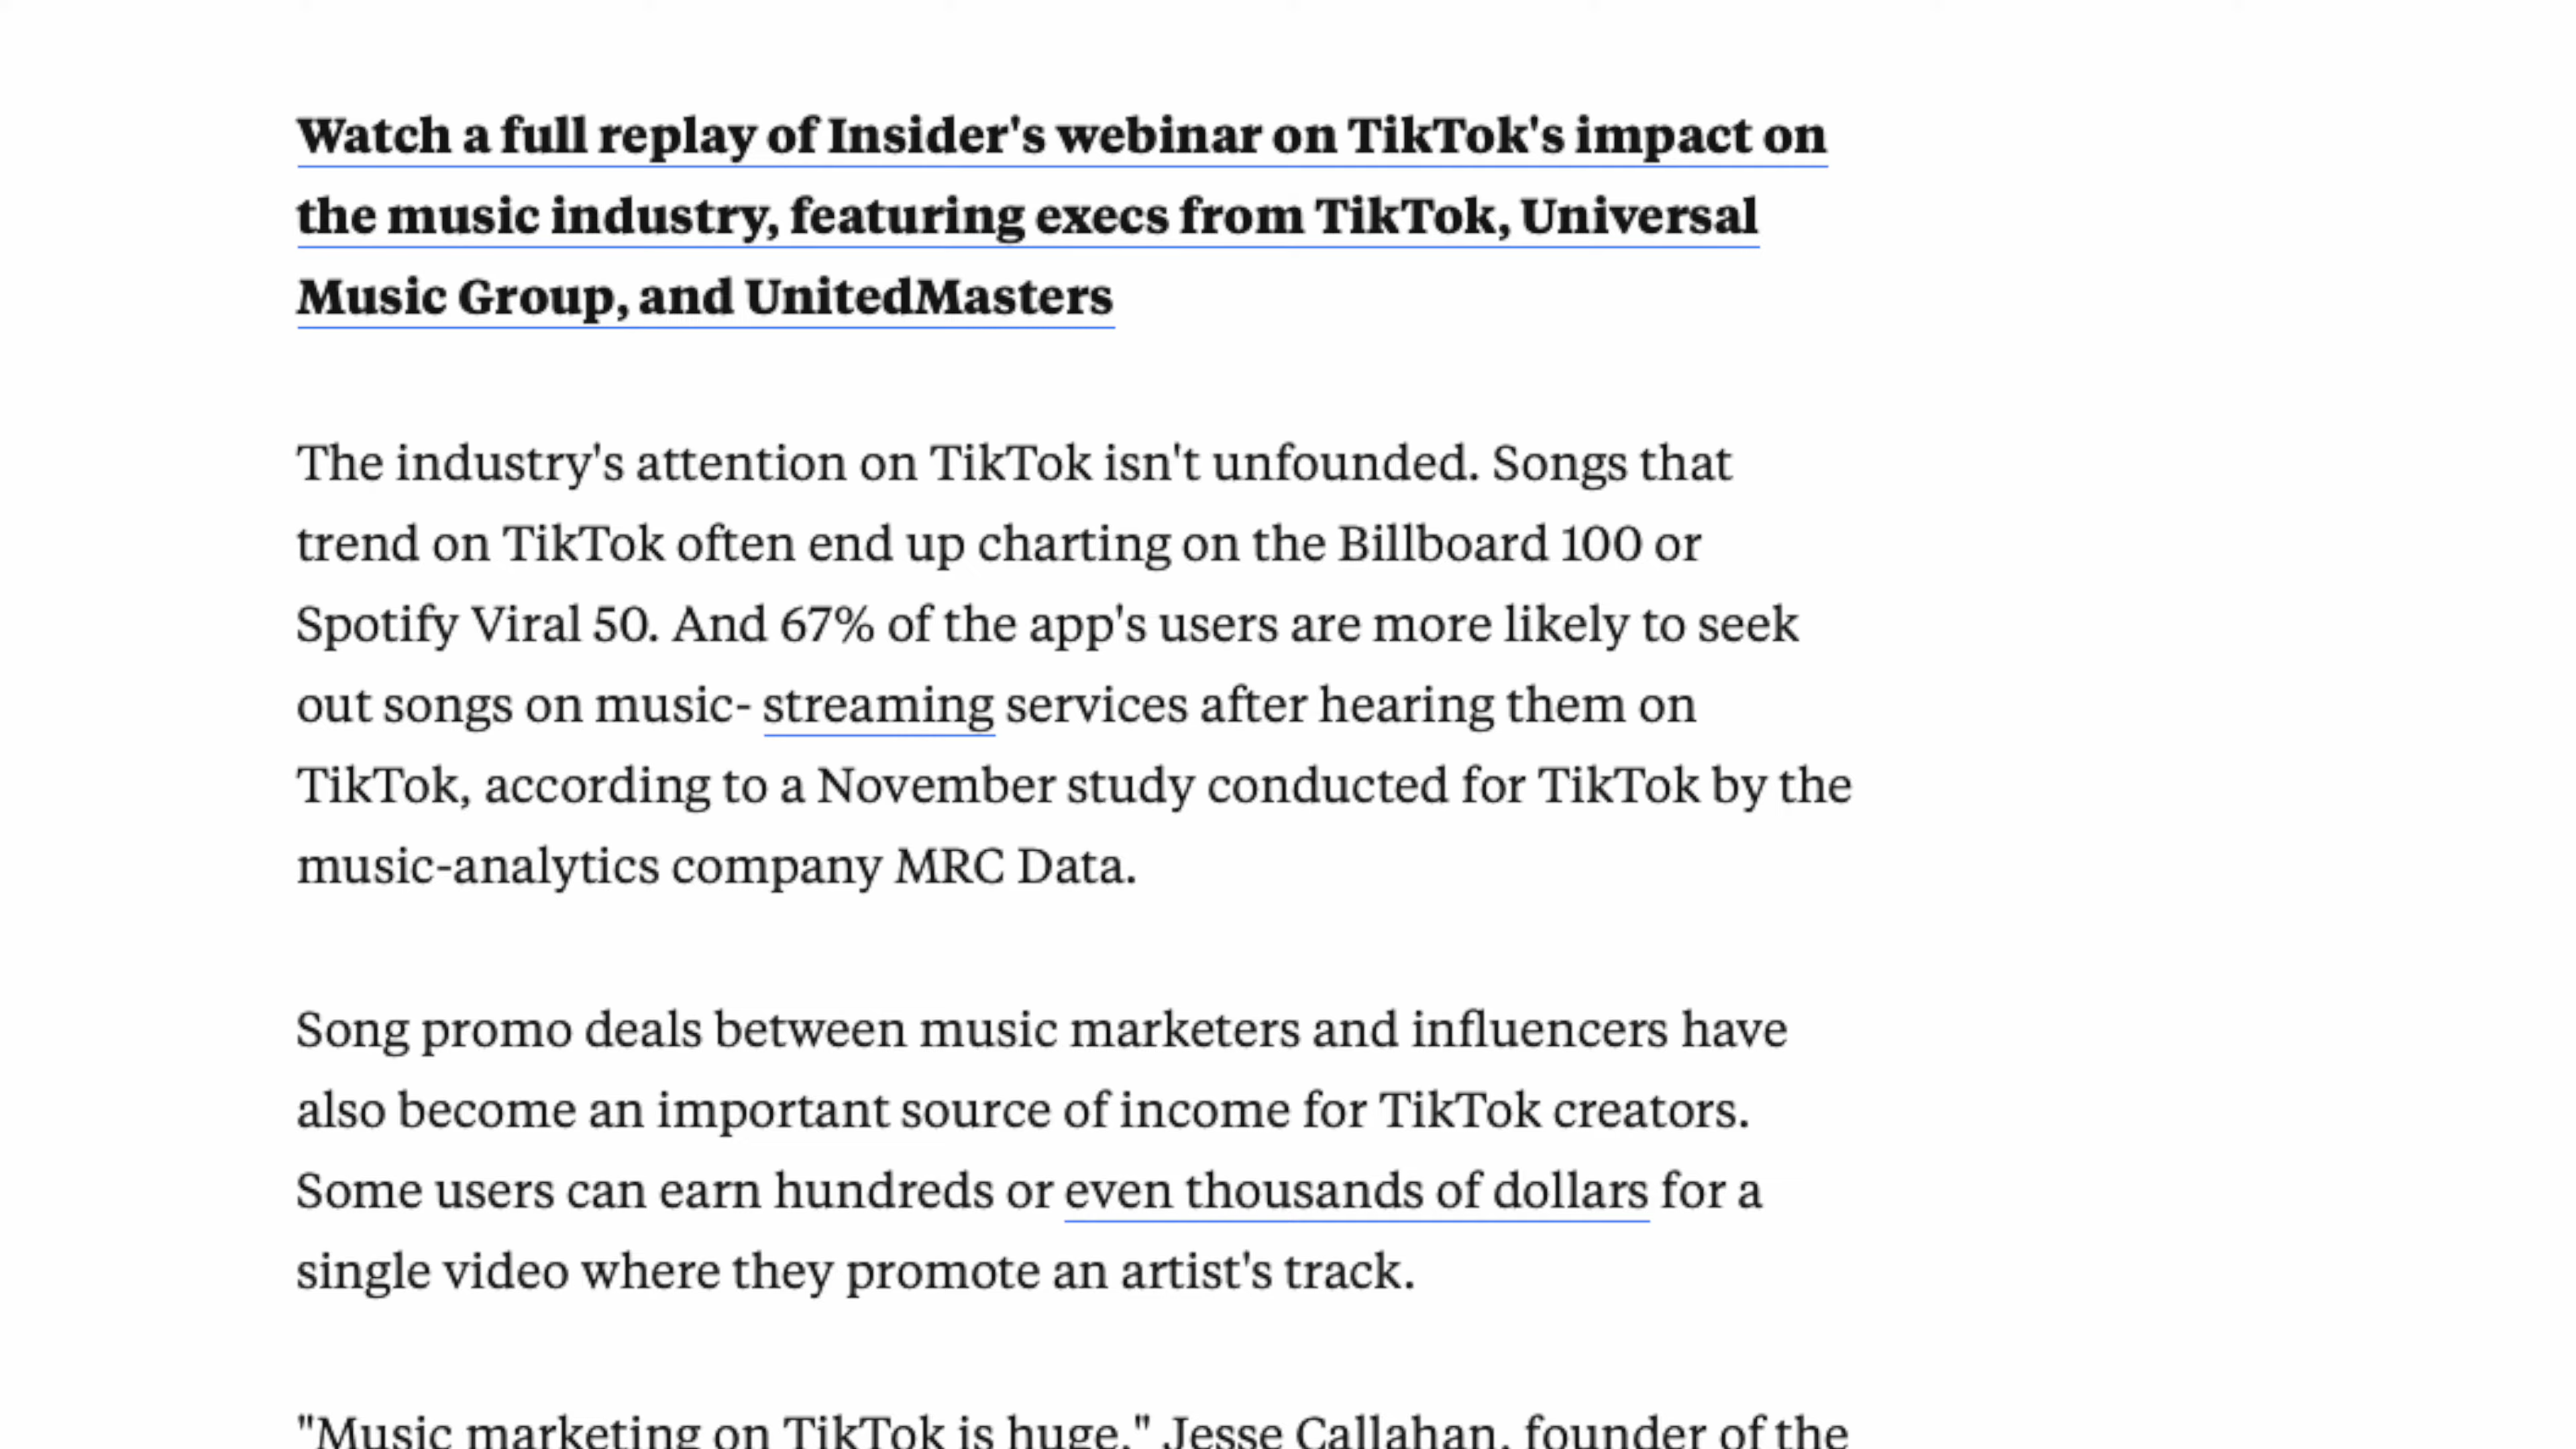 Watch a full replay of Insider's webinar on TikTok's impact on
the music industry, featuring execs from TikTok, Universal
Music Group, and UnitedMasters
The industry's attention on TikTok isn't unfounded. Songs that
trend on TikTok often end up charting on the Billboard 100 or
Spotify Viral 50. And 67% of the app's users are more likely to seek
out songs on music- streaming services after hearing them on
TikTok, according to a November study conducted for TikTok by the
music-analytics company MRC Data.
Song promo deals between music marketers and influencers have
also become an important source of income for TikTok creators.
Some users can earn hundreds or even thousands of dollars for a
single video where they promote an artist's track.
"Music marketing on TikTok is huge," Jesse Callahan, founder of the